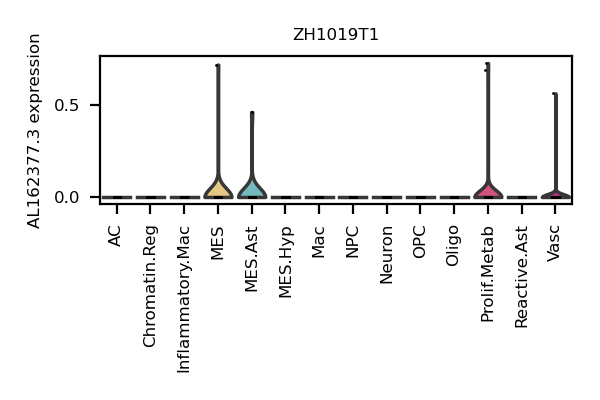 ZH1019T1
AL162377.3 expression
0.5
0.0
AC
Chromatin.Reg
Inflammatory.Mac
MES
MES.Ast
MES.Hyp
Mac
NPC
Neuron
OPC
Oligo
Prolif.Metab
Reactive.Ast
Vasc